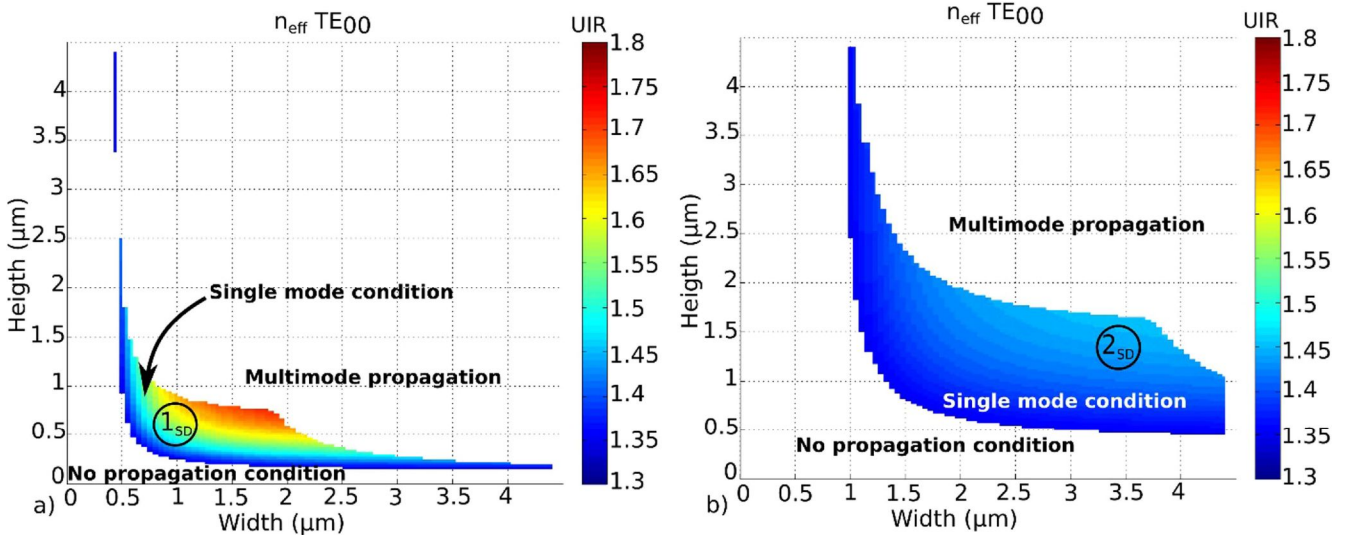 n_eff TE00
UIR
1.8
1.75
1.7
1.65
1.6
1.55
1.5
1.45
1.4
1.35
1.3
Heigth (µm)
4
3.5
3
2.5
2
1.5
1
0.5
0
Single mode condition
Multimode propagation
1SD
No propagation condition
0 0.5 1 1.5 2 2.5 3 3.5 4
a)
Width (µm)
n_eff TE00
UIR
1.8
1.75
1.7
1.65
1.6
1.55
1.5
1.45
1.4
1.35
1.3
Heigth (µm)
4
3.5
3
2.5
2
1.5
1
0.5
0
Multimode propagation
2SD
Single mode condition
No propagation condition
0 0.5 1 1.5 2 2.5 3 3.5 4
b)
Width (µm)